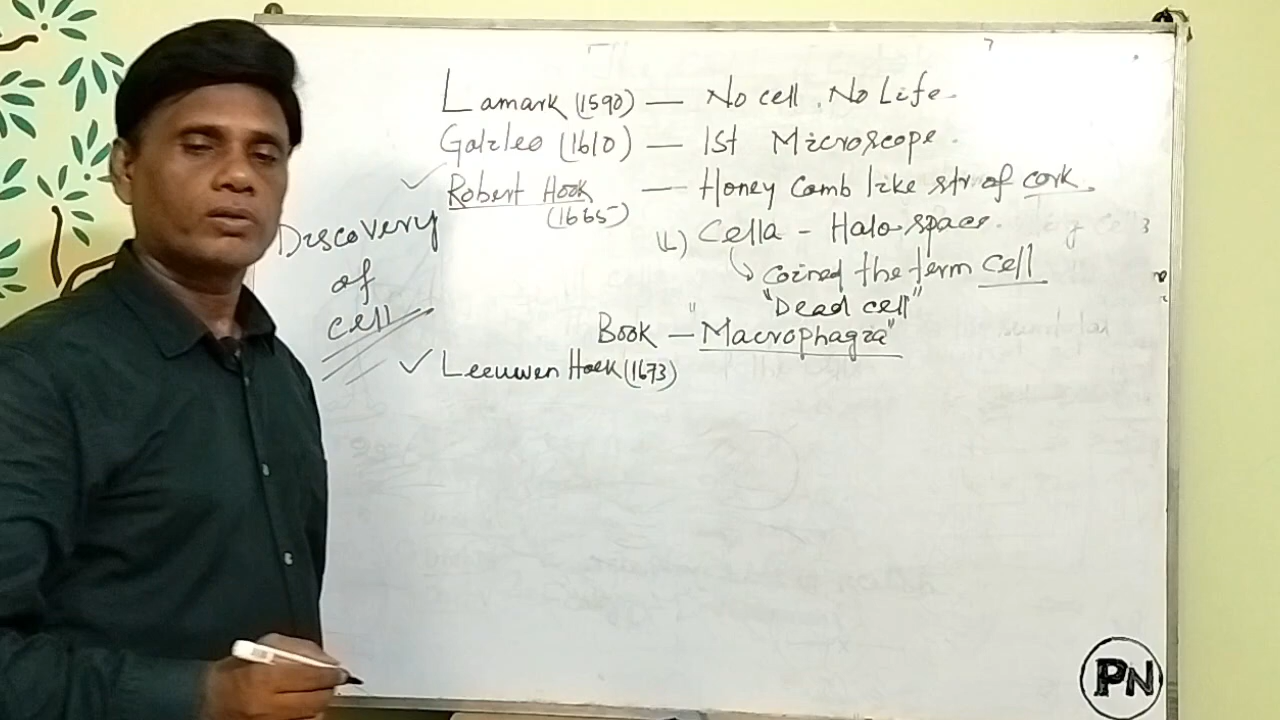 Lamark (1590) — No cell, No Life.
Galileo (1610) — 1st Microscope.
✓ Robert Hook (1665) — Honey Comb like str of cork.
(L) Cella - Halo space.
↳ coined the term cell
"Dead cell"
Book — "Macrophagia"
✓ Leeuwen Hoek (1673)
Discovery
of
cell
PN